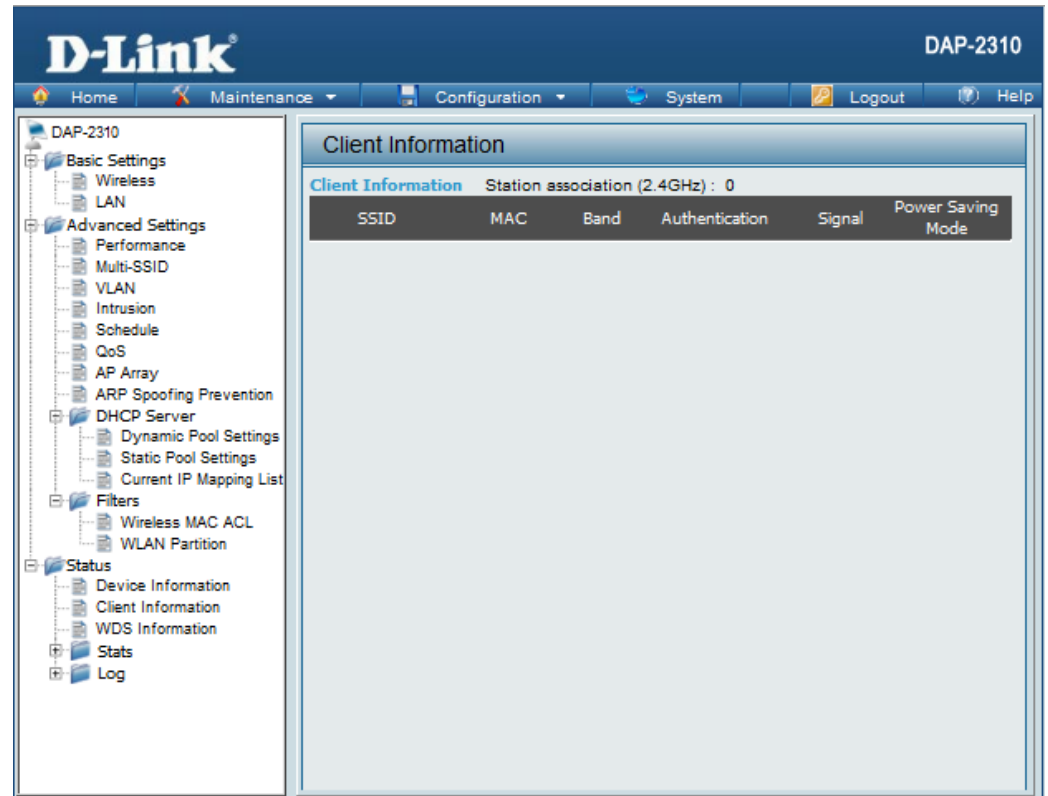 D-Link
DAP-2310
Home Maintenance Configuration System Logout Help
DAP-2310
Basic Settings
Wireless
LAN
Advanced Settings
Performance
Multi-SSID
VLAN
Intrusion
Schedule
QoS
AP Array
ARP Spoofing Prevention
DHCP Server
Dynamic Pool Settings
Static Pool Settings
Current IP Mapping List
Filters
Wireless MAC ACL
WLAN Partition
Status
Device Information
Client Information
WDS Information
Stats
Log
Client Information
Client Information Station association (2.4GHz) : 0
SSID MAC Band Authentication Signal Power Saving Mode